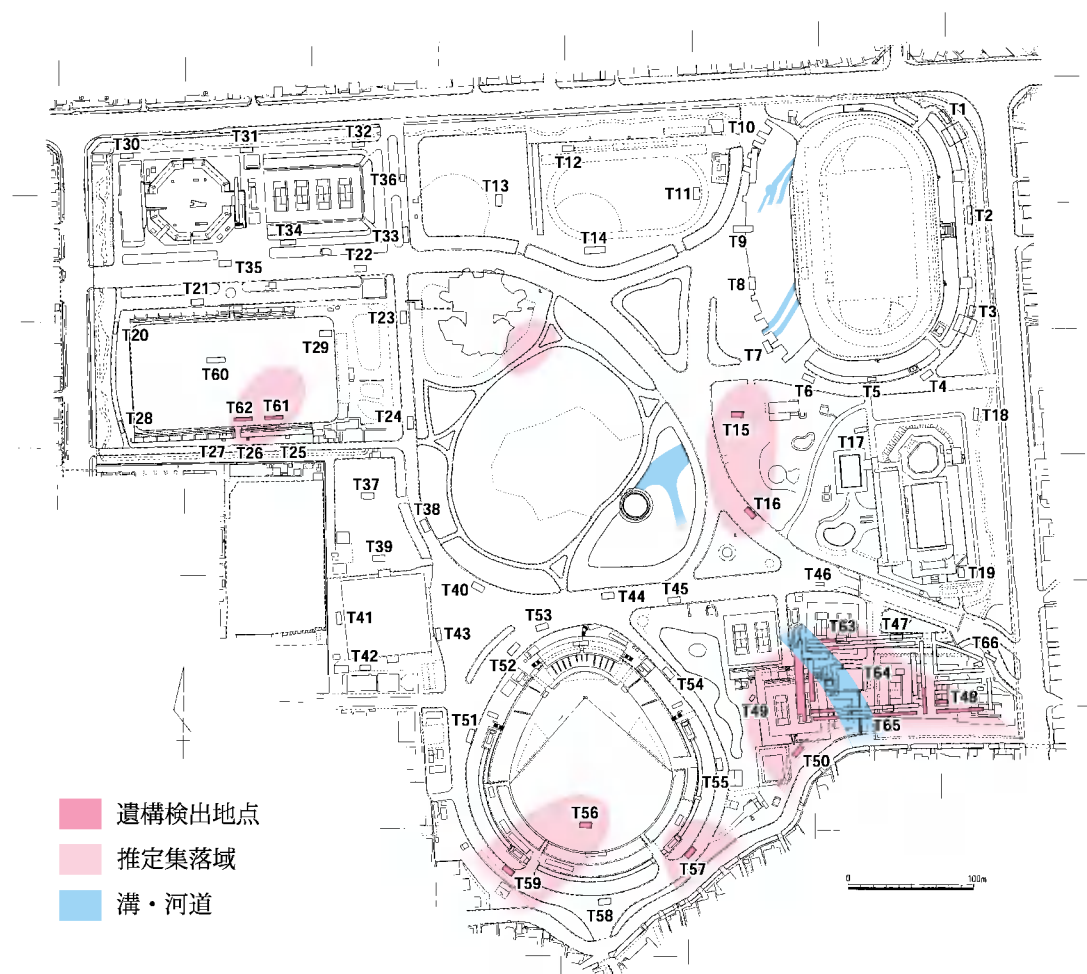 T1
T10
T31
T32
T30
T12
T36
T13
T11
T2
T33
T34
T14
T9
T35
T22
T8
T21
T23
T3
T20
T29
T7
T60
T6
T5
T4
T62
T61
T28
T24
T15
T18
T17
T27
T26
T25
T37
T16
T38
T39
T19
T40
T44
T45
T46
T41
T43
T53
T63
T47
T66
T42
T52
T54
T64
T48
T49
T51
T65
T50
T55
T56
T57
T59
T58
遺構検出地点
推定集落域
溝・河道
0
100m